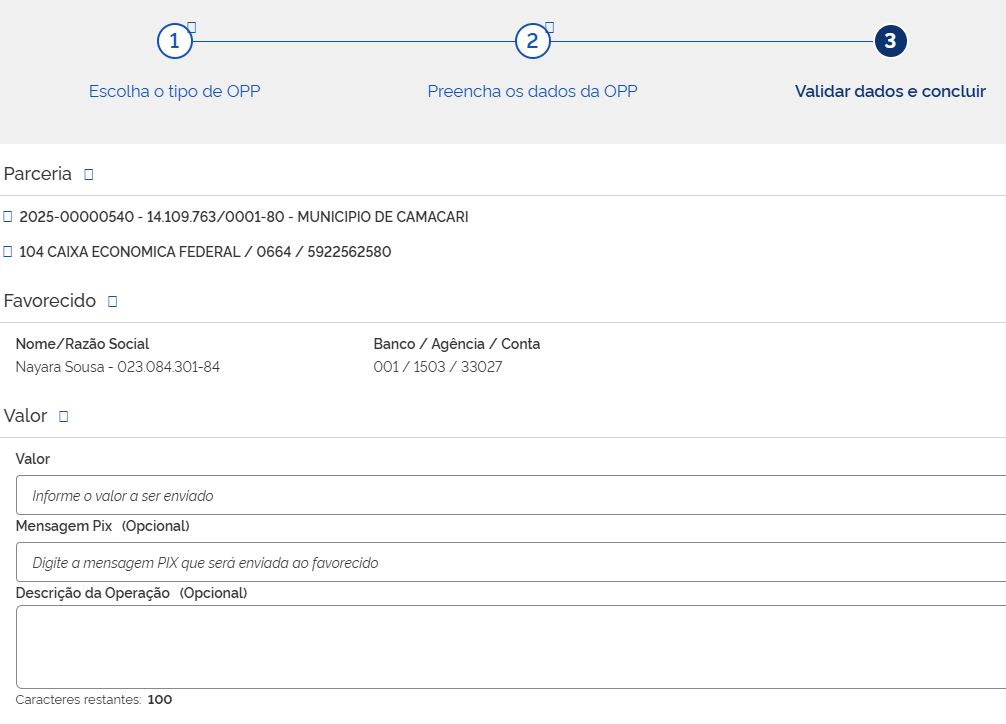 1 2 3
Escolha o tipo de OPP Preencha os dados da OPP Validar dados e concluir
Parceria
2025-00000540 - 14.109.763/0001-80 - MUNICIPIO DE CAMACARI
104 CAIXA ECONOMICA FEDERAL / 0664 / 5922562580
Favorecido
Nome/Razão Social Banco / Agência / Conta
Nayara Sousa - 023.084.301-84 001 / 1503 / 33027
Valor
Valor
Informe o valor a ser enviado
Mensagem Pix (Opcional)
Digite a mensagem PIX que será enviada ao favorecido
Descrição da Operação (Opcional)
Caracteres restantes: 100